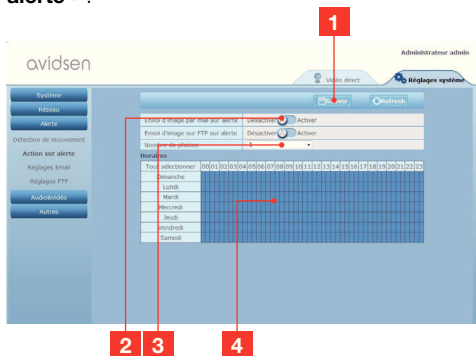 alerte » :
1
Administrateur admin
avidsen
Vidéo direct
Réglages système
Système
Réseau
Alerte
Détection de mouvement
Action sur alerte
Réglages Email
Réglages FTP
Audio&Vidéo
Autres
Refresh
Envoi d'image par mail sur alerte Désactiver Activer
Envoi d'image sur FTP sur alerte Désactiver Activer
Nombre de photos
Horaires
Tout sélectionner 00 01 02 03 04 05 06 07 08 09 10 11 12 13 14 15 16 17 18 19 20 21 22 23
Dimanche
Lundi
Mardi
Mercredi
Jeudi
Vendredi
Samedi
2 3 4